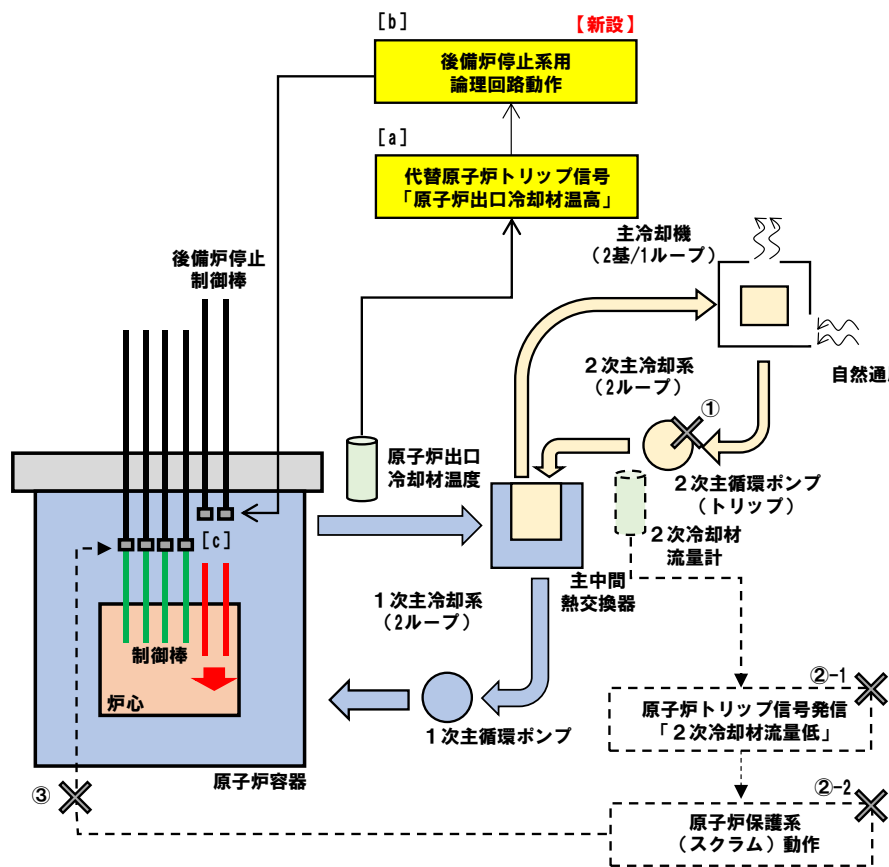 [b]
【新設】
後備炉停止系用
論理回路動作
[a]
代替原子炉トリップ信号
「原子炉出口冷却材温高」
主冷却機
(2基/1ループ)
後備炉停止
制御棒
自然通
２次主冷却系
(2ループ)
①
原子炉出口
冷却材温度
２次主循環ポンプ
(トリップ)
２次冷却材
流量計
[c]
主中間
熱交換器
１次主冷却系
(2ループ)
制御棒
炉心
１次主循環ポンプ
原子炉容器
②-1
原子炉トリップ信号発信
「２次冷却材流量低」
③
②-2
原子炉保護系
(スクラム)動作